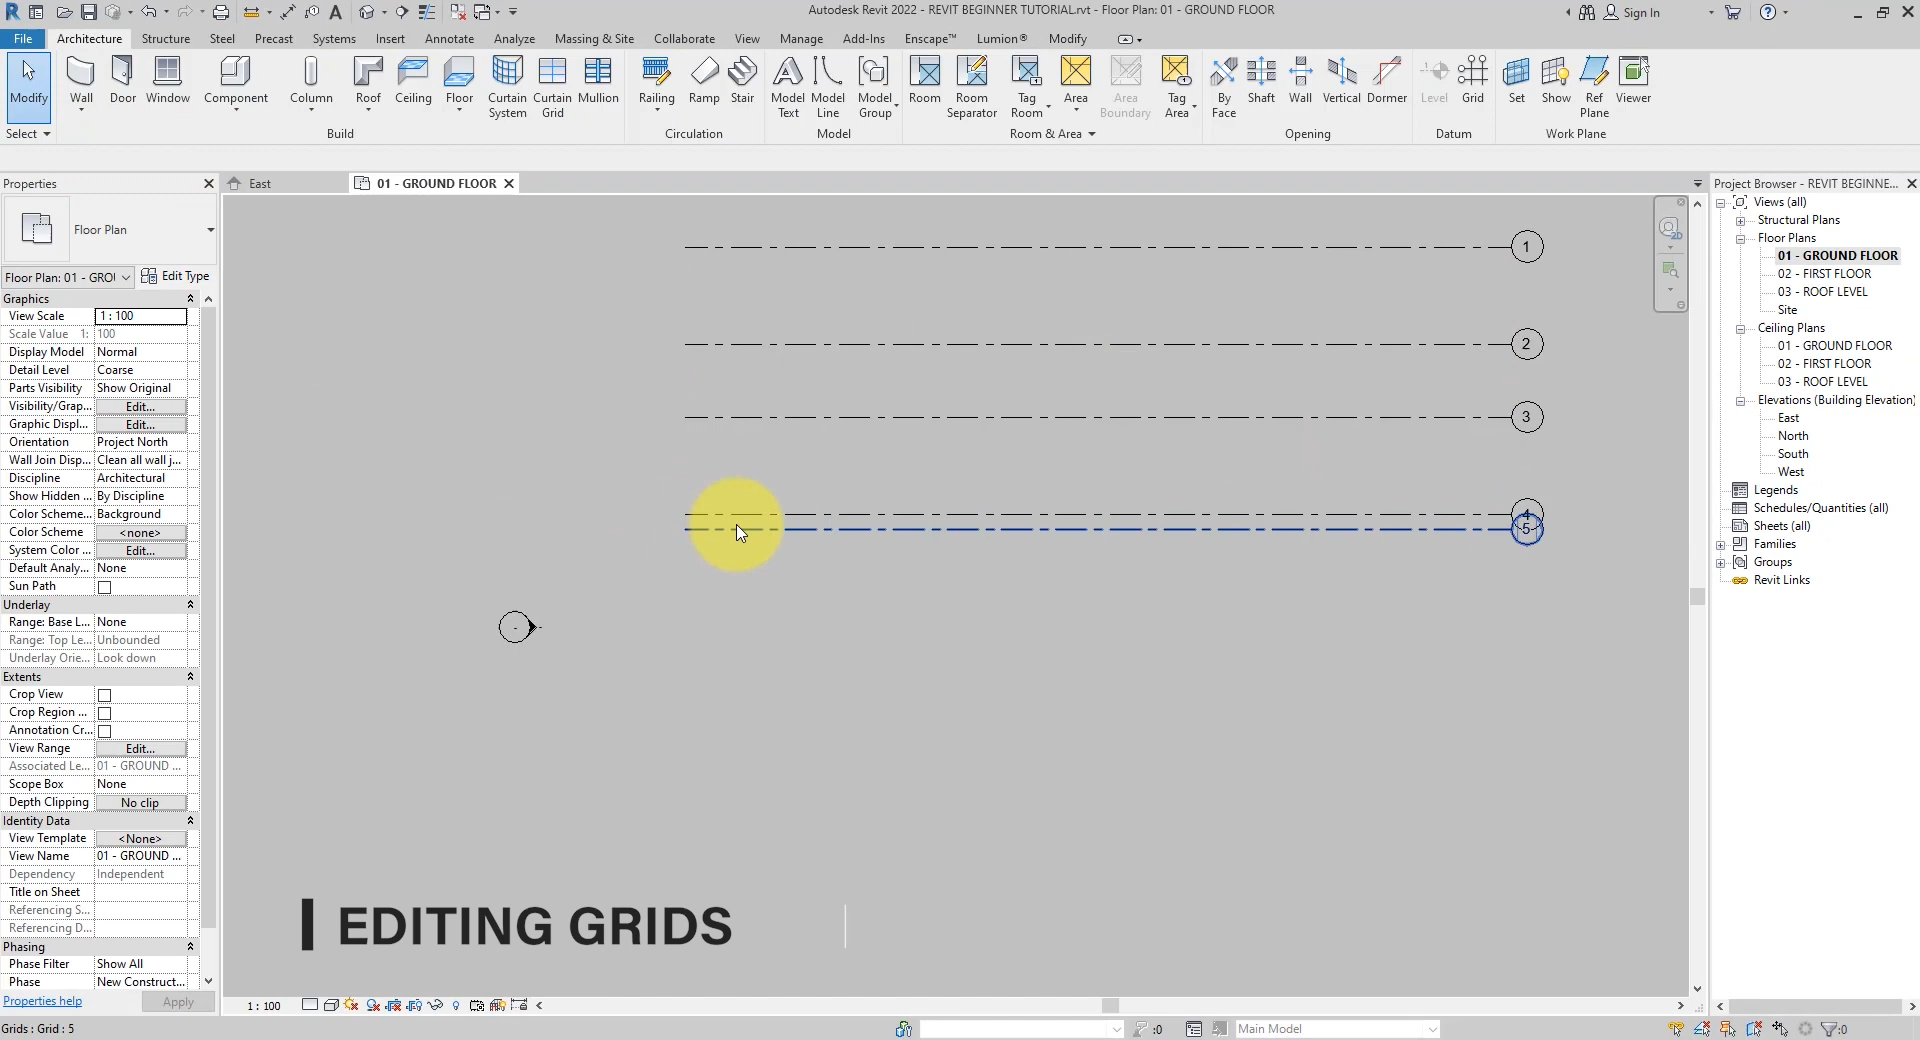 Autodesk Revit 2022 - REVIT BEGINNER TUTORIAL.rvt - Floor Plan: 01 - GROUND FLOOR
Sign In
File Architecture Structure Steel Precast Systems Insert Annotate Analyze Massing & Site Collaborate View Manage Add-Ins Enscape™ Lumion® Modify
Modify Wall Door Window Component Column Roof Ceiling Floor Curtain System Curtain Grid Mullion Railing Ramp Stair Model Text Model Line Model Group Room Room Separator Tag Room Area Area Boundary Tag Area By Face Shaft Wall Vertical Dormer Level Grid Set Show Ref Plane Viewer
Select Build Circulation Model Room & Area Opening Datum Work Plane
Properties
Floor Plan
Floor Plan: 01 - GRO Edit Type
Graphics
View Scale 1 : 100
Scale Value 1: 100
Display Model Normal
Detail Level Coarse
Parts Visibility Show Original
Visibility/Grap... Edit...
Graphic Displ... Edit...
Orientation Project North
Wall Join Disp... Clean all wall j...
Discipline Architectural
Show Hidden ... By Discipline
Color Scheme... Background
Color Scheme <none>
System Color ... Edit...
Default Analy... None
Sun Path
Underlay
Range: Base L... None
Range: Top Le... Unbounded
Underlay Orie... Look down
Extents
Crop View
Crop Region ...
Annotation Cr...
View Range Edit...
Associated Le... 01 - GROUND ...
Scope Box None
Depth Clipping No clip
Identity Data
View Template <None>
View Name 01 - GROUND ...
Dependency Independent
Title on Sheet
Referencing S...
Referencing D...
Phasing
Phase Filter Show All
Phase New Construct...
Properties help Apply
East
01 - GROUND FLOOR
2D
1
2
3
4
5
EDITING GRIDS
1 : 100
Project Browser - REVIT BEGINNE...
Views (all)
Structural Plans
Floor Plans
01 - GROUND FLOOR
02 - FIRST FLOOR
03 - ROOF LEVEL
Site
Ceiling Plans
01 - GROUND FLOOR
02 - FIRST FLOOR
03 - ROOF LEVEL
Elevations (Building Elevation)
East
North
South
West
Legends
Schedules/Quantities (all)
Sheets (all)
Families
Groups
Revit Links
Grids : Grid : 5
:0
Main Model
:0